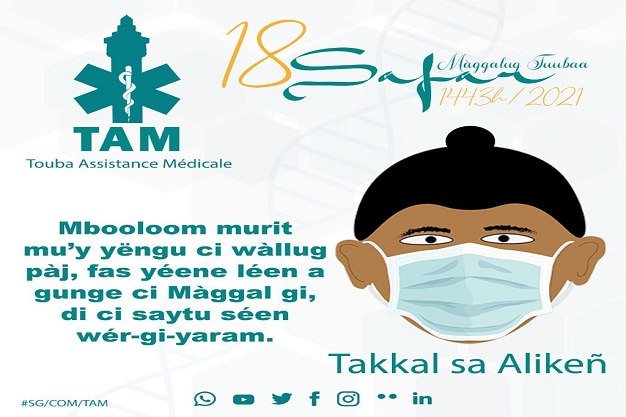 18 Safar
Màggalug Tuubaa
1443h/2021
TAM
Touba Assistance Médicale
Mbooloom murit
mu'y yëngu ci wàllug
pàj, fas yéene léen a
gunge ci Màggal gi,
di ci saytu séen
wér-gi-yaram.
Takkal sa Alikeñ
#SG/COM/TAM